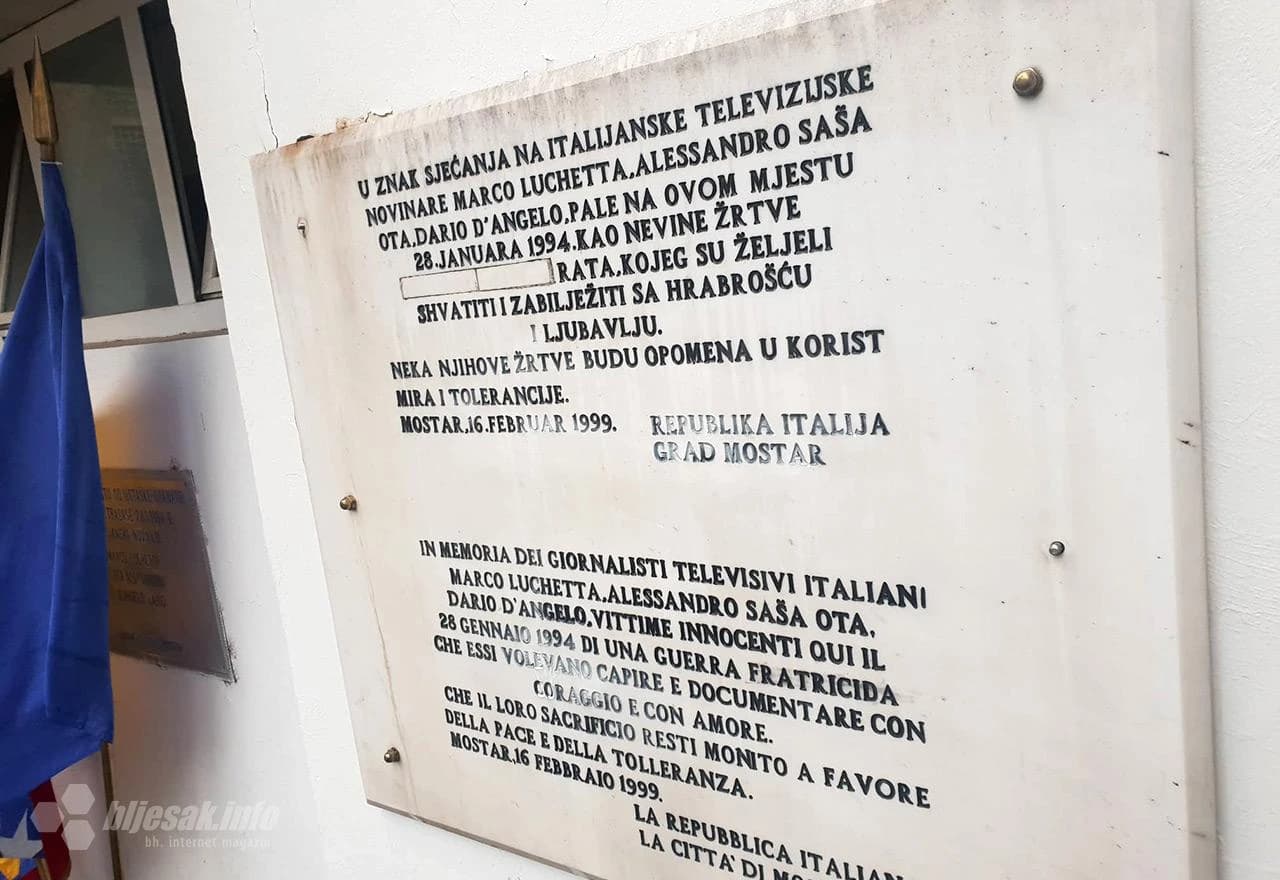 U ZNAK SJEĆANJA NA ITALIJANSKE TELEVIZIJSKE
NOVINARE MARCO LUCHETTA,ALESSANDRO SAŠA
OTA,DARIO D'ANGELO,PALE NA OVOM MJESTU
28.JANUARA 1994.KAO NEVINE ŽRTVE
RATA,KOJEG SU ŽELJELI
SHVATITI I ZABILJEŽITI SA HRABROŠĆU
I LJUBAVLJU.
NEKA NJIHOVE ŽRTVE BUDU OPOMENA U KORIST
MIRA I TOLERANCIJE.
MOSTAR,16.FEBRUAR 1999. REPUBLIKA ITALIJA
GRAD MOSTAR
IN MEMORIA DEI GIORNALISTI TELEVISIVI ITALIANI
MARCO LUCHETTA,ALESSANDRO SAŠA OTA,
DARIO D'ANGELO,VITTIME INNOCENTI QUI IL
28 GENNAIO 1994 DI UNA GUERRA FRATRICIDA
CHE ESSI VOLEVANO CAPIRE E DOCUMENTARE CON
CORAGGIO E CON AMORE.
CHE IL LORO SACRIFICIO RESTI MONITO A FAVORE
DELLA PACE E DELLA TOLLERANZA.
MOSTAR,16 FEBBRAIO 1999.
LA REPUBBLICA ITALIAN
LA CITTA' DI
bljesak.info
bh. internet magazin